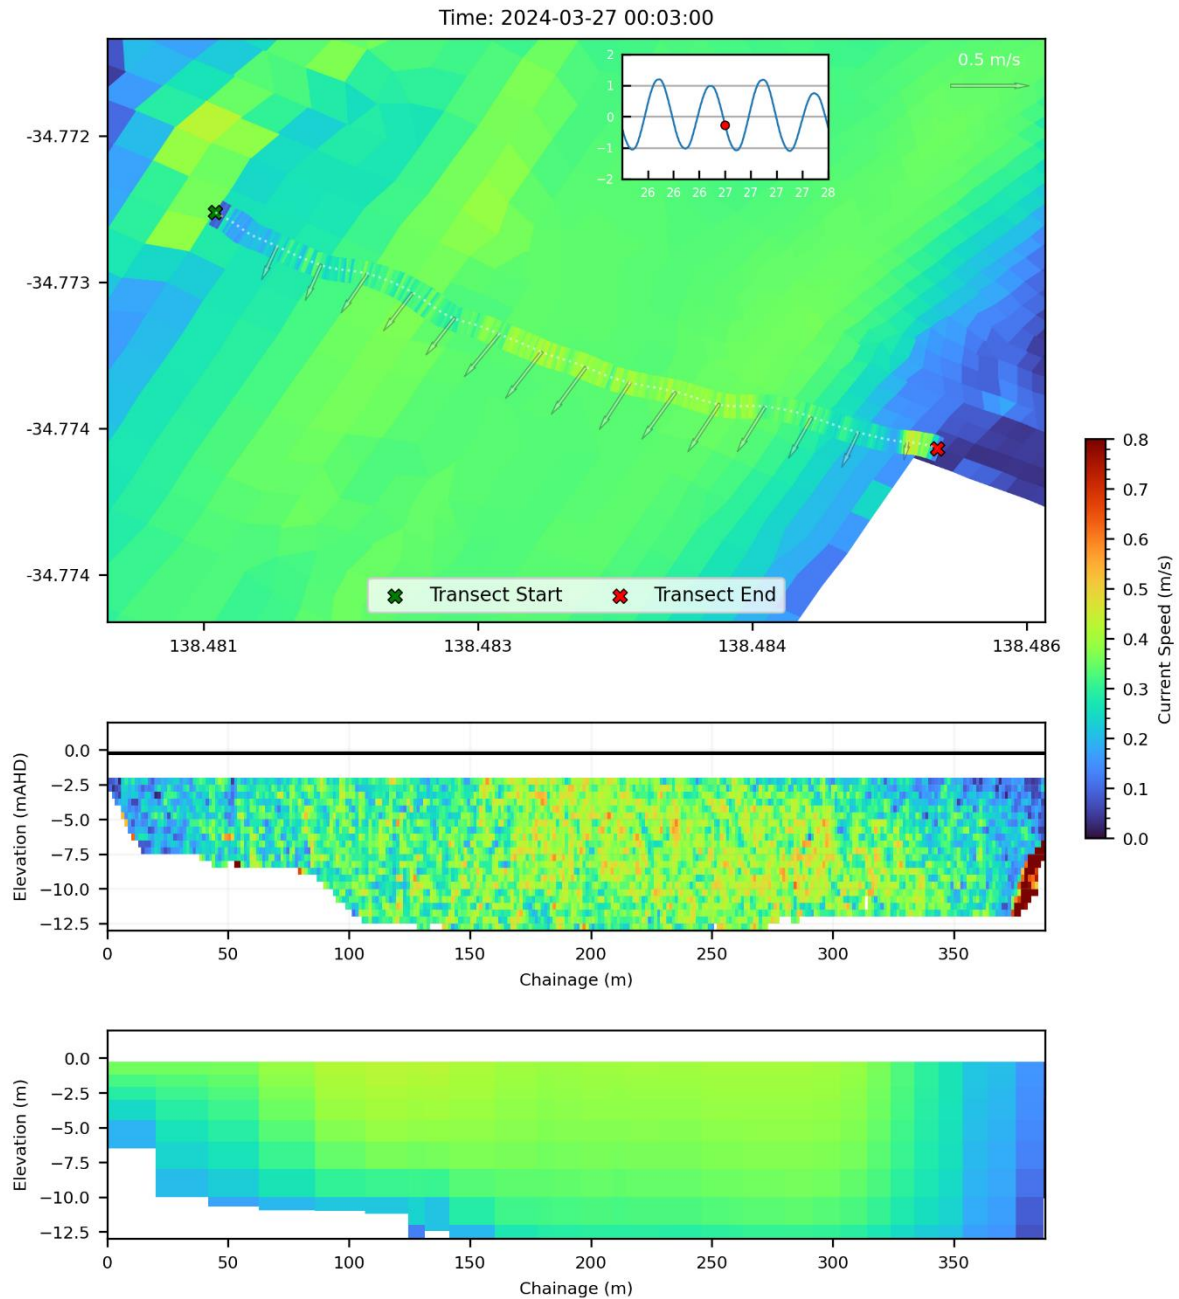 Time: 2024-03-27 00:03:00
0.5 m/s
2
1
0
−1
−2
26 26 26 27 27 27 27 28
-34.772
-34.773
-34.774
-34.774
Transect Start Transect End
138.481 138.483 138.484 138.486
0.8
0.7
0.6
0.5
0.4
0.3
0.2
0.1
0.0
Current Speed (m/s)
0.0
−2.5
−5.0
−7.5
−10.0
−12.5
Elevation (mAHD)
0 50 100 150 200 250 300 350
Chainage (m)
0.0
−2.5
−5.0
−7.5
−10.0
−12.5
Elevation (m)
0 50 100 150 200 250 300 350
Chainage (m)